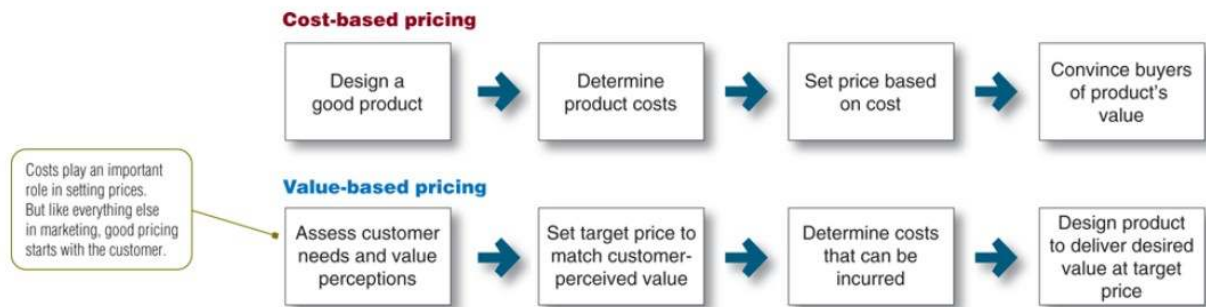 Cost-based pricing
Design a
good product
Determine
product costs
Set price based
on cost
Convince buyers
of product's
value
Costs play an important
role in setting prices.
But like everything else
in marketing, good pricing
starts with the customer.
Value-based pricing
Assess customer
needs and value
perceptions
Set target price to
match customer-
perceived value
Determine costs
that can be
incurred
Design product
to deliver desired
value at target
price